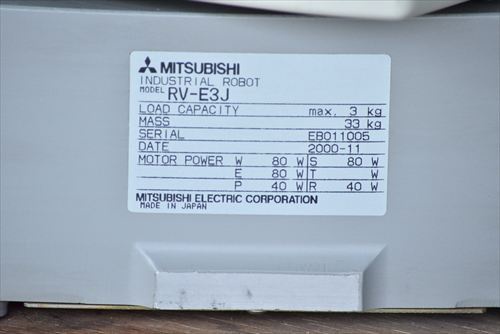 MITSUBISHI
INDUSTRIAL ROBOT
MODEL RV-E3J
LOAD CAPACITY max. 3 kg
MASS 33 kg
SERIAL EB011005
DATE 2000-11
MOTOR POWER W 80 W S 80 W
E 80 W T W
P 40 W R 40 W
MITSUBISHI ELECTRIC CORPORATION
MADE IN JAPAN